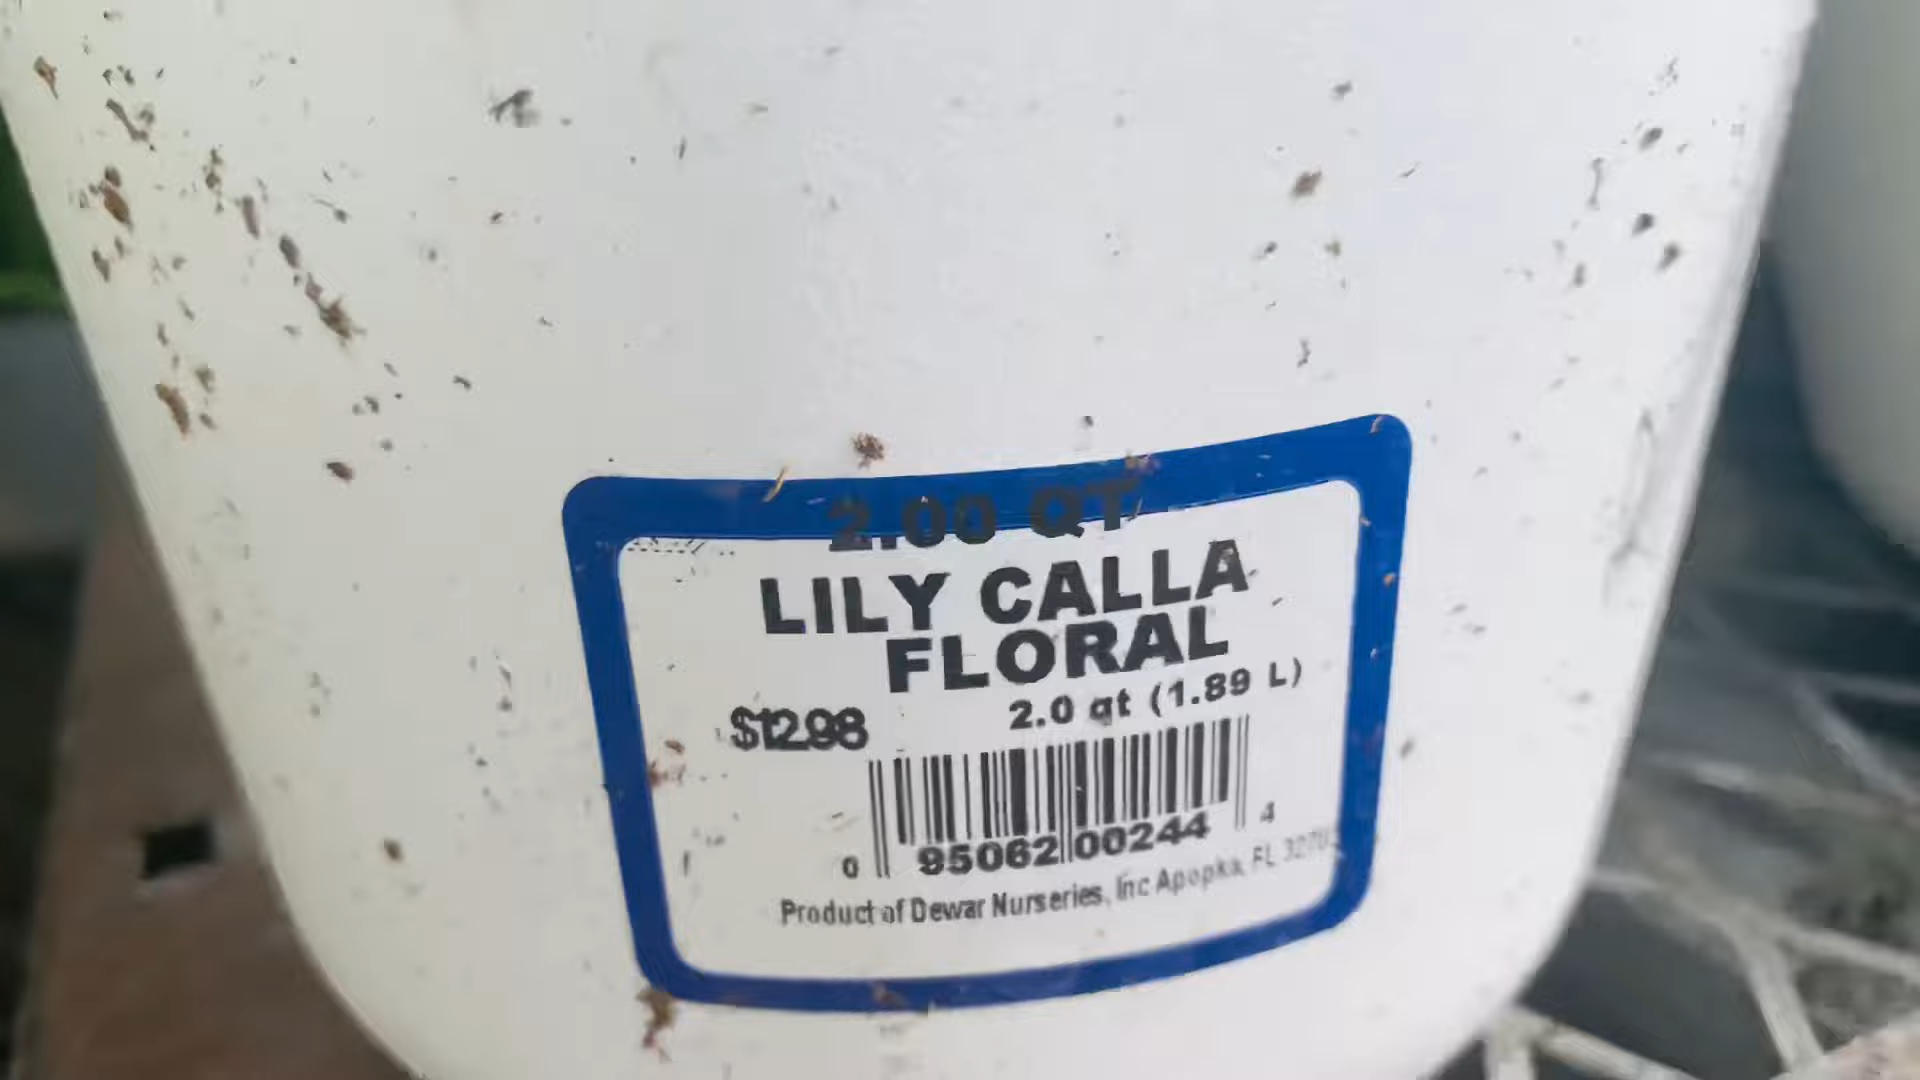 2.00 QT
LILY CALLA
FLORAL
2.0 qt (1.89 L)
$12.98
0 95062 00244 4
Product of Dewar Nurseries, Inc Apopka, FL